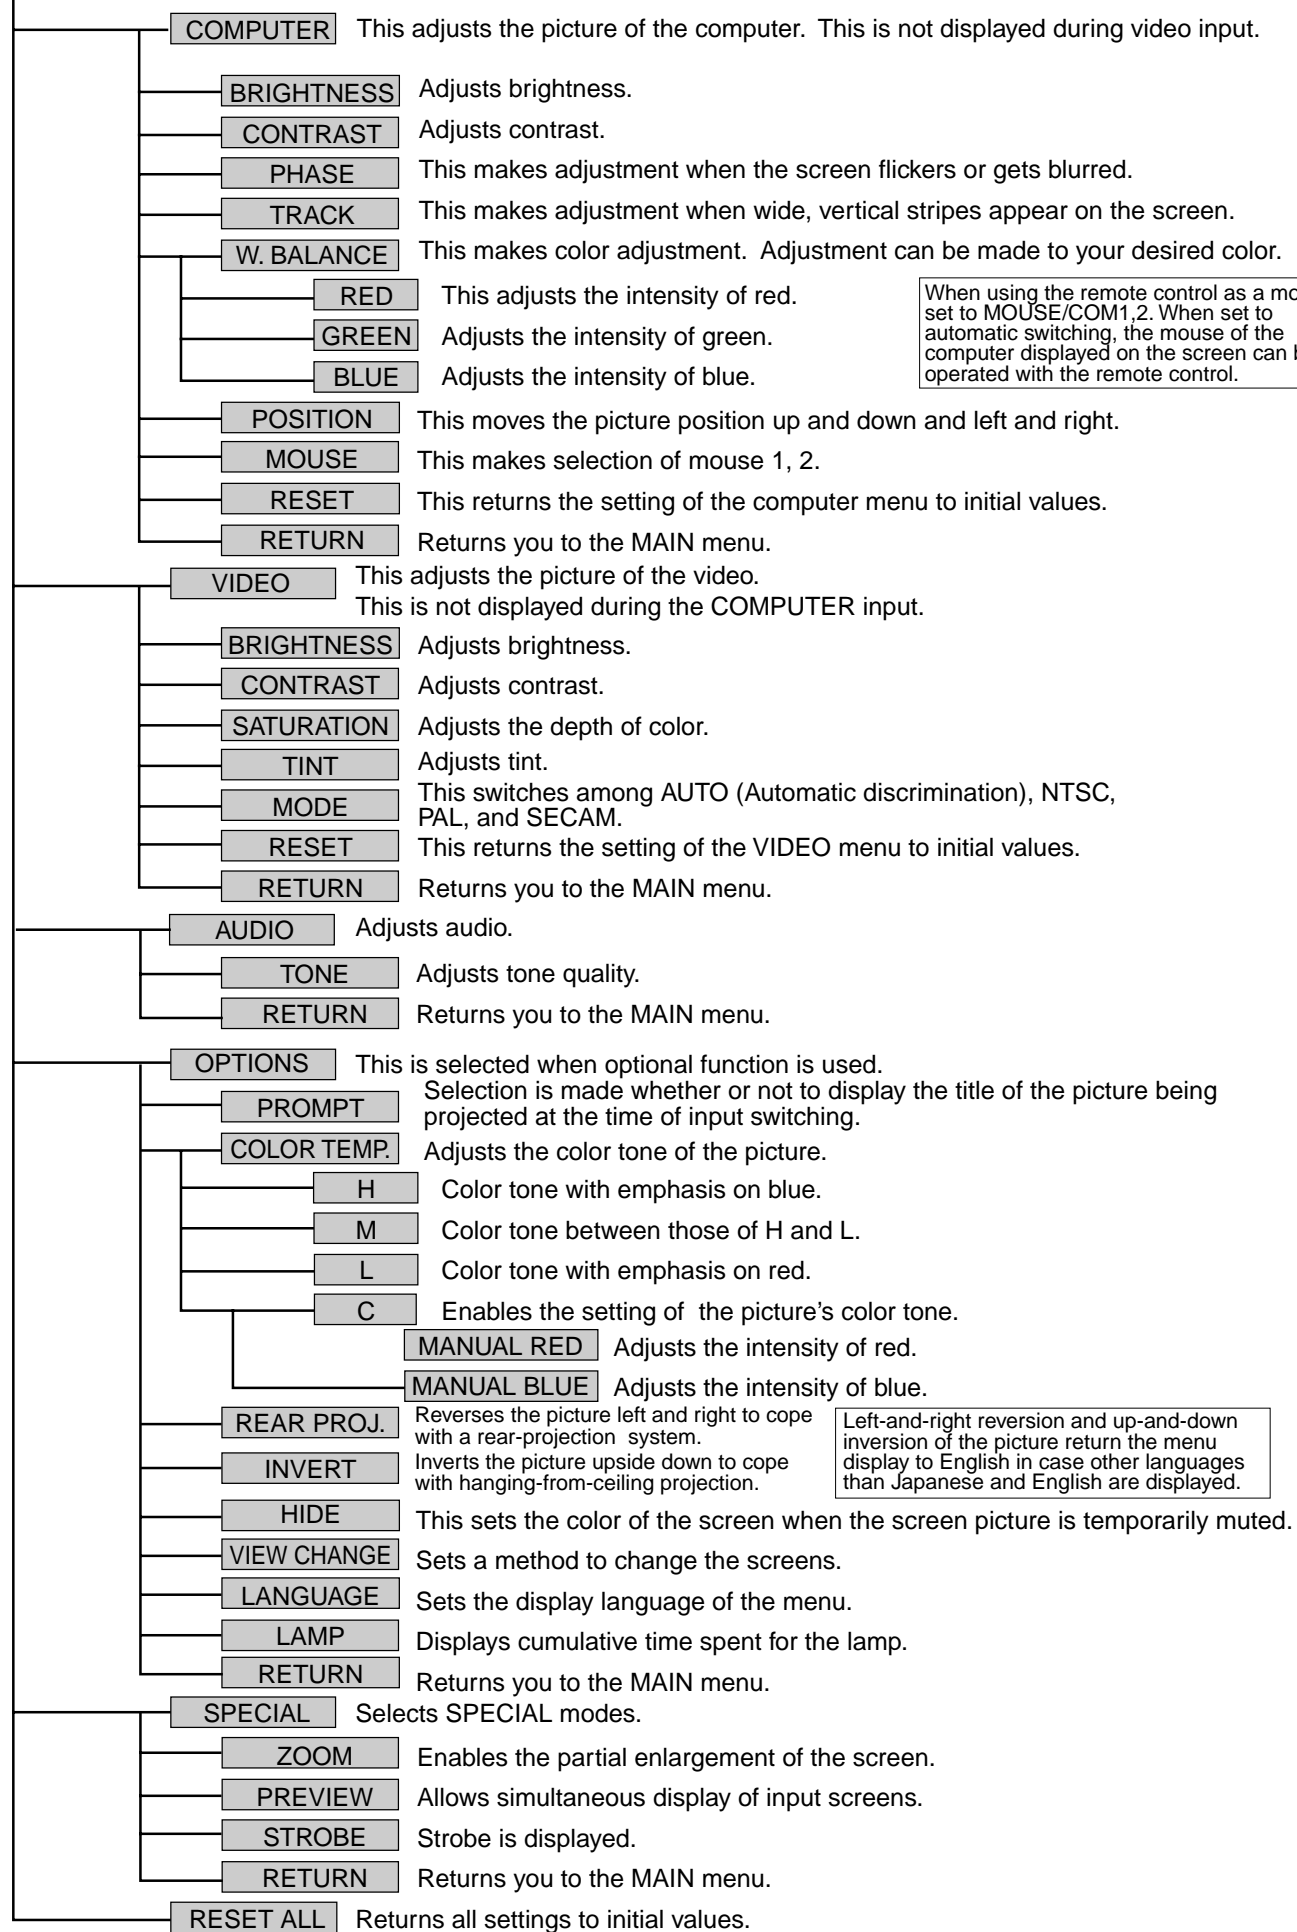 COMPUTER This adjusts the picture of the computer. This is not displayed during video input.
BRIGHTNESS Adjusts brightness.
CONTRAST Adjusts contrast.
PHASE This makes adjustment when the screen flickers or gets blurred.
TRACK This makes adjustment when wide, vertical stripes appear on the screen.
W. BALANCE This makes color adjustment. Adjustment can be made to your desired color.
RED This adjusts the intensity of red.
GREEN Adjusts the intensity of green.
BLUE Adjusts the intensity of blue.
When using the remote control as a
set to MOUSE/COM1,2. When set to
automatic switching, the mouse of the
computer displayed on the screen can
operated with the remote control.
POSITION This moves the picture position up and down and left and right.
MOUSE This makes selection of mouse 1, 2.
RESET This returns the setting of the computer menu to initial values.
RETURN Returns you to the MAIN menu.
VIDEO This adjusts the picture of the video.
This is not displayed during the COMPUTER input.
BRIGHTNESS Adjusts brightness.
CONTRAST Adjusts contrast.
SATURATION Adjusts the depth of color.
TINT Adjusts tint.
MODE This switches among AUTO (Automatic discrimination), NTSC,
PAL, and SECAM.
RESET This returns the setting of the VIDEO menu to initial values.
RETURN Returns you to the MAIN menu.
AUDIO Adjusts audio.
TONE Adjusts tone quality.
RETURN Returns you to the MAIN menu.
OPTIONS This is selected when optional function is used.
PROMPT Selection is made whether or not to display the title of the picture being
projected at the time of input switching.
COLOR TEMP. Adjusts the color tone of the picture.
H Color tone with emphasis on blue.
M Color tone between those of H and L.
L Color tone with emphasis on red.
C Enables the setting of the picture’s color tone.
MANUAL RED Adjusts the intensity of red.
MANUAL BLUE Adjusts the intensity of blue.
REAR PROJ. Reverses the picture left and right to cope
with a rear-projection system.
INVERT Inverts the picture upside down to cope
with hanging-from-ceiling projection.
Left-and-right reversion and up-and-down
inversion of the picture return the menu
display to English in case other languages
than Japanese and English are displayed.
HIDE This sets the color of the screen when the screen picture is temporarily muted.
VIEW CHANGE Sets a method to change the screens.
LANGUAGE Sets the display language of the menu.
LAMP Displays cumulative time spent for the lamp.
RETURN Returns you to the MAIN menu.
SPECIAL Selects SPECIAL modes.
ZOOM Enables the partial enlargement of the screen.
PREVIEW Allows simultaneous display of input screens.
STROBE Strobe is displayed.
RETURN Returns you to the MAIN menu.
RESET ALL Returns all settings to initial values.